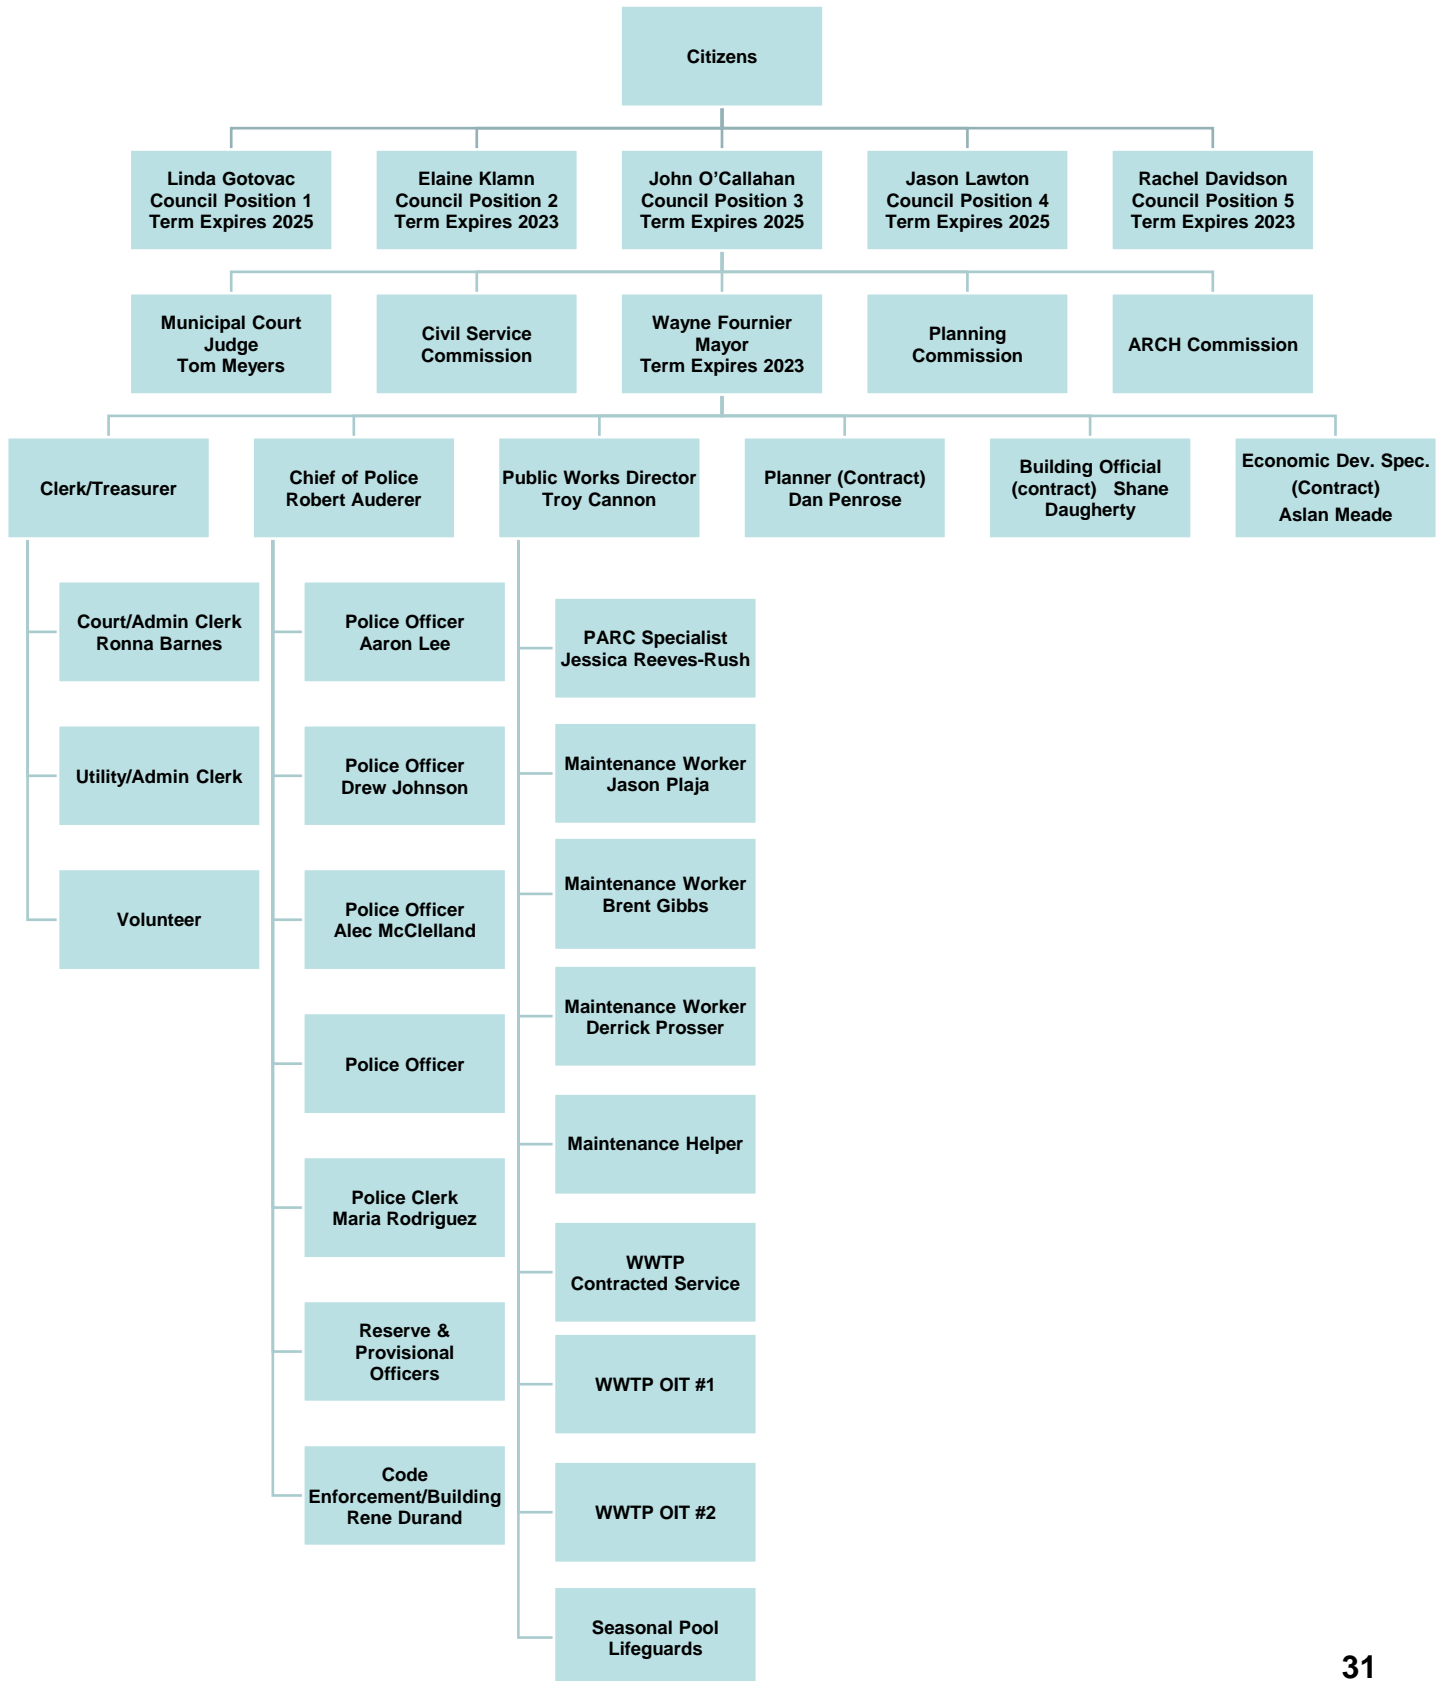 Citizens
Linda Gotovac
Council Position 1
Term Expires 2025
Elaine Klamn
Council Position 2
Term Expires 2023
John O’Callahan
Council Position 3
Term Expires 2025
Jason Lawton
Council Position 4
Term Expires 2025
Rachel Davidson
Council Position 5
Term Expires 2023
Municipal Court
Judge
Tom Meyers
Civil Service
Commission
Wayne Fournier
Mayor
Term Expires 2023
Planning
Commission
ARCH Commission
Clerk/Treasurer
Chief of Police
Robert Auderer
Public Works Director
Troy Cannon
Planner (Contract)
Dan Penrose
Building Official
(contract) Shane
Daugherty
Economic Dev. Spec.
(Contract)
Aslan Meade
Court/Admin Clerk
Ronna Barnes
Utility/Admin Clerk
Volunteer
Police Officer
Aaron Lee
Police Officer
Drew Johnson
Police Officer
Alec McClelland
Police Officer
Police Clerk
Maria Rodriguez
Reserve &
Provisional
Officers
Code
Enforcement/Building
Rene Durand
PARC Specialist
Jessica Reeves-Rush
Maintenance Worker
Jason Plaja
Maintenance Worker
Brent Gibbs
Maintenance Worker
Derrick Prosser
Maintenance Helper
WWTP
Contracted Service
WWTP OIT #1
WWTP OIT #2
Seasonal Pool
Lifeguards
31